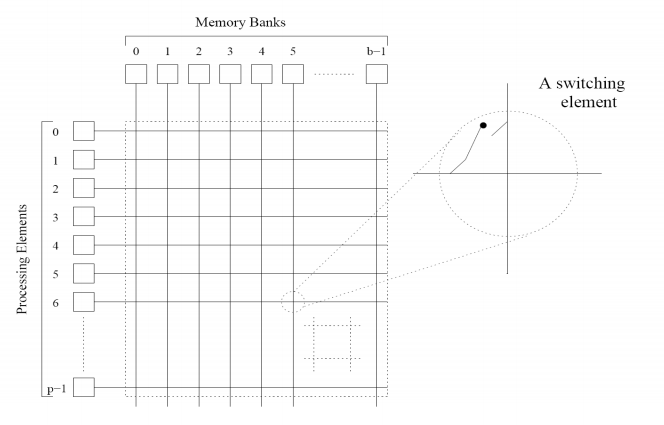 Memory Banks
0 1 2 3 4 5 b−1
A switching
element
Processing Elements
0
1
2
3
4
5
6
p−1